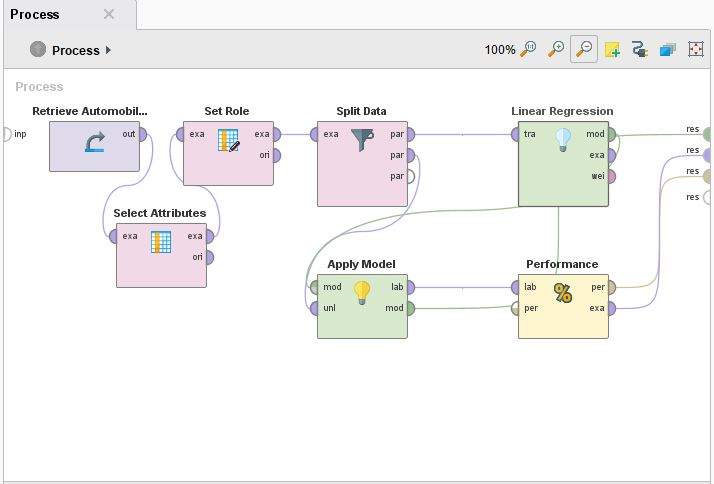 Process
Process
100%
Process
Retrieve Automobil...
out
inp
Set Role
exa exa
ori
Split Data
exa par
par
par
Linear Regression
tra mod
exa
wei
res
res
res
res
Select Attributes
exa exa
ori
Apply Model
mod lab
unl mod
Performance
lab per
per exa
%